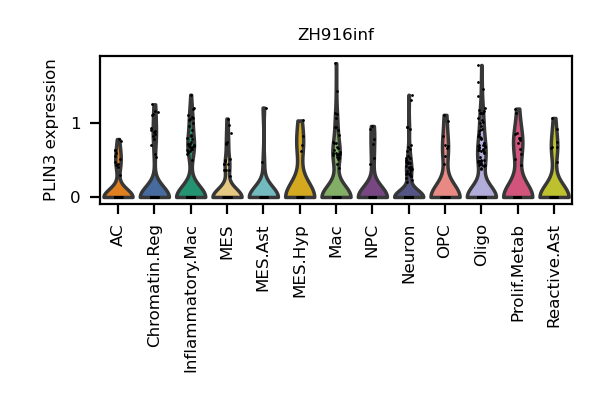 ZH916inf
PLIN3 expression
1
0
AC
Chromatin.Reg
Inflammatory.Mac
MES
MES.Ast
MES.Hyp
Mac
NPC
Neuron
OPC
Oligo
Prolif.Metab
Reactive.Ast